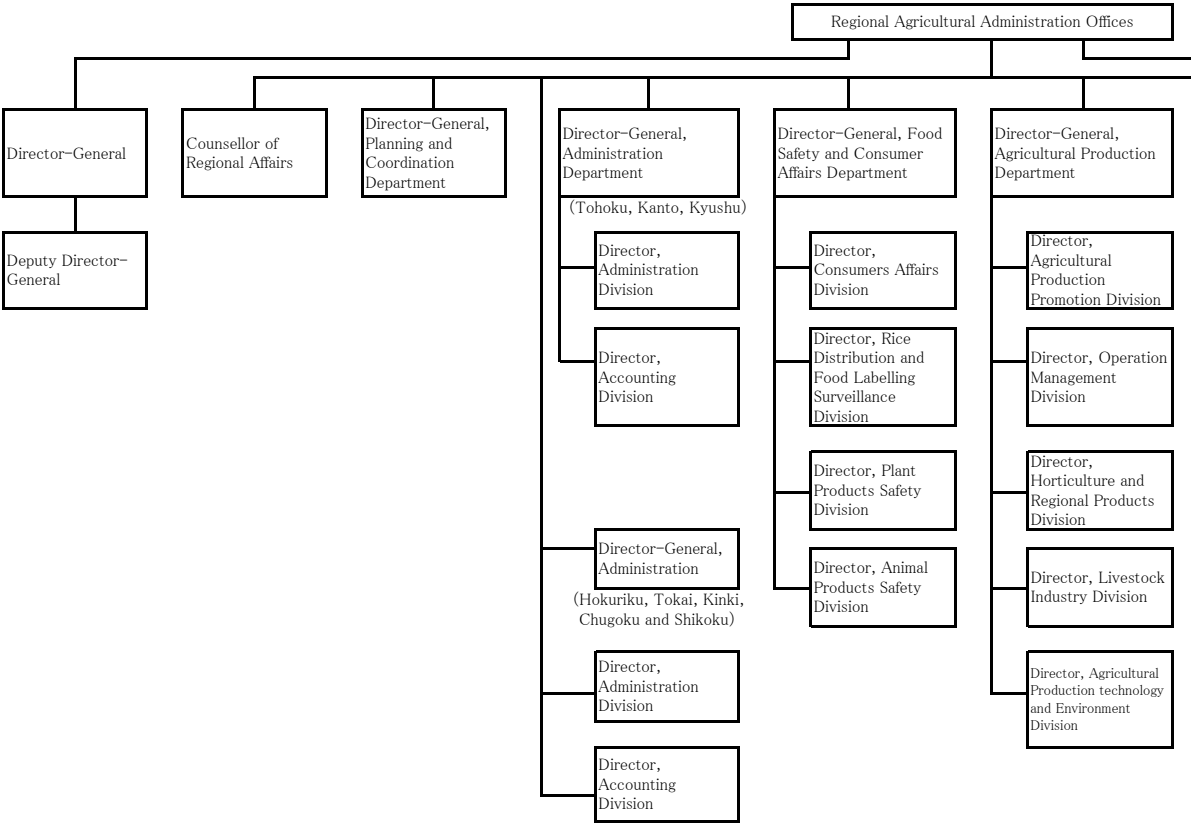 Regional Agricultural Administration Offices
Director-General
Deputy Director-
General
Counsellor of
Regional Affairs
Director-General,
Planning and
Coordination
Department
Director-General,
Administration
Department
(Tohoku, Kanto, Kyushu)
Director,
Administration
Division
Director,
Accounting
Division
Director-General,
Administration
(Hokuriku, Tokai, Kinki,
Chugoku and Shikoku)
Director,
Administration
Division
Director,
Accounting
Division
Director-General, Food
Safety and Consumer
Affairs Department
Director,
Consumers Affairs
Division
Director, Rice
Distribution and
Food Labelling
Surveillance
Division
Director, Plant
Products Safety
Division
Director, Animal
Products Safety
Division
Director-General,
Agricultural Production
Department
Director,
Agricultural
Production
Promotion Division
Director, Operation
Management
Division
Director,
Horticulture and
Regional Products
Division
Director, Livestock
Industry Division
Director, Agricultural
Production technology
and Environment
Division